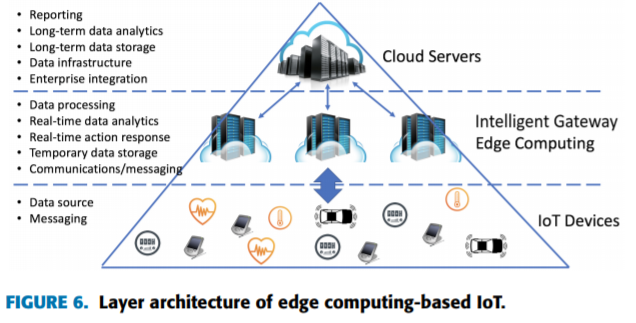 • Reporting
• Long-term data analytics
• Long-term data storage
• Data infrastructure
• Enterprise integration
Cloud Servers
• Data processing
• Real-time data analytics
• Real-time action response
• Temporary data storage
• Communications/messaging
Intelligent Gateway
Edge Computing
• Data source
• Messaging
IoT Devices
FIGURE 6. Layer architecture of edge computing-based IoT.